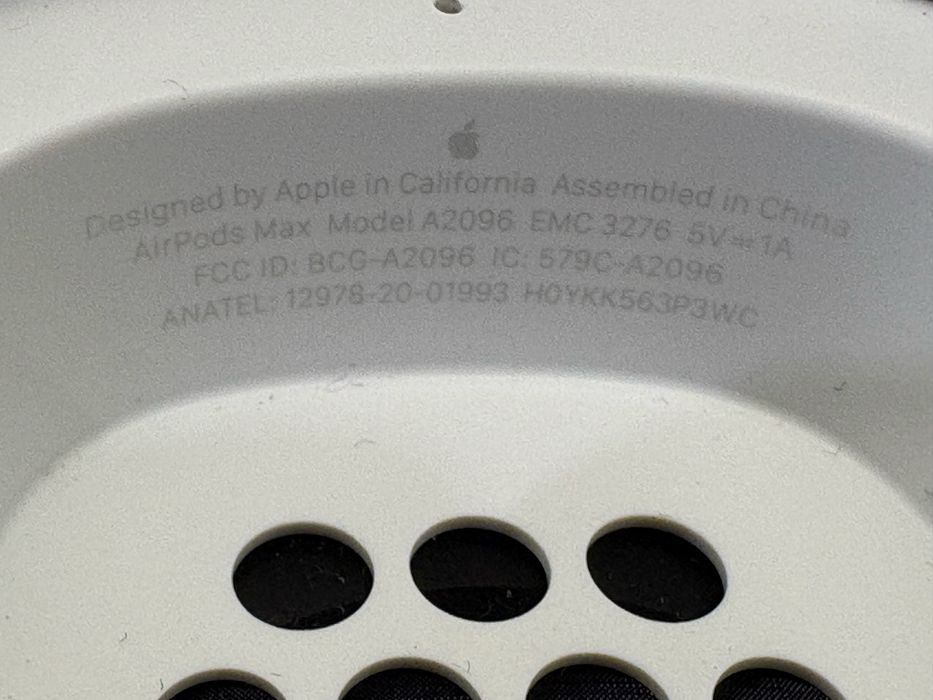 Designed by Apple in California Assembled in China
AirPods Max Model A2096 EMC 3276 5V⎓1A
FCC ID: BCG-A2096 IC: 579C-A2096
ANATEL: 12978-20-01993 H0YKK563P3WC